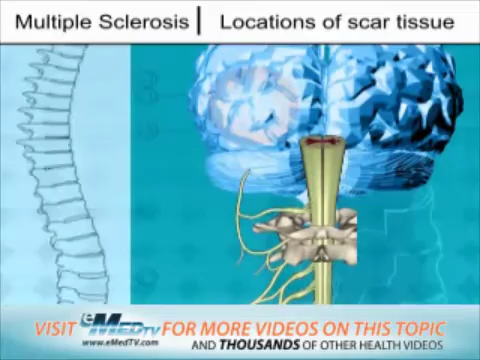 Multiple Sclerosis | Locations of scar tissue
VISIT eMEDTV FOR MORE VIDEOS ON THIS TOPIC
www.eMedTV.com AND THOUSANDS OF OTHER HEALTH VIDEOS